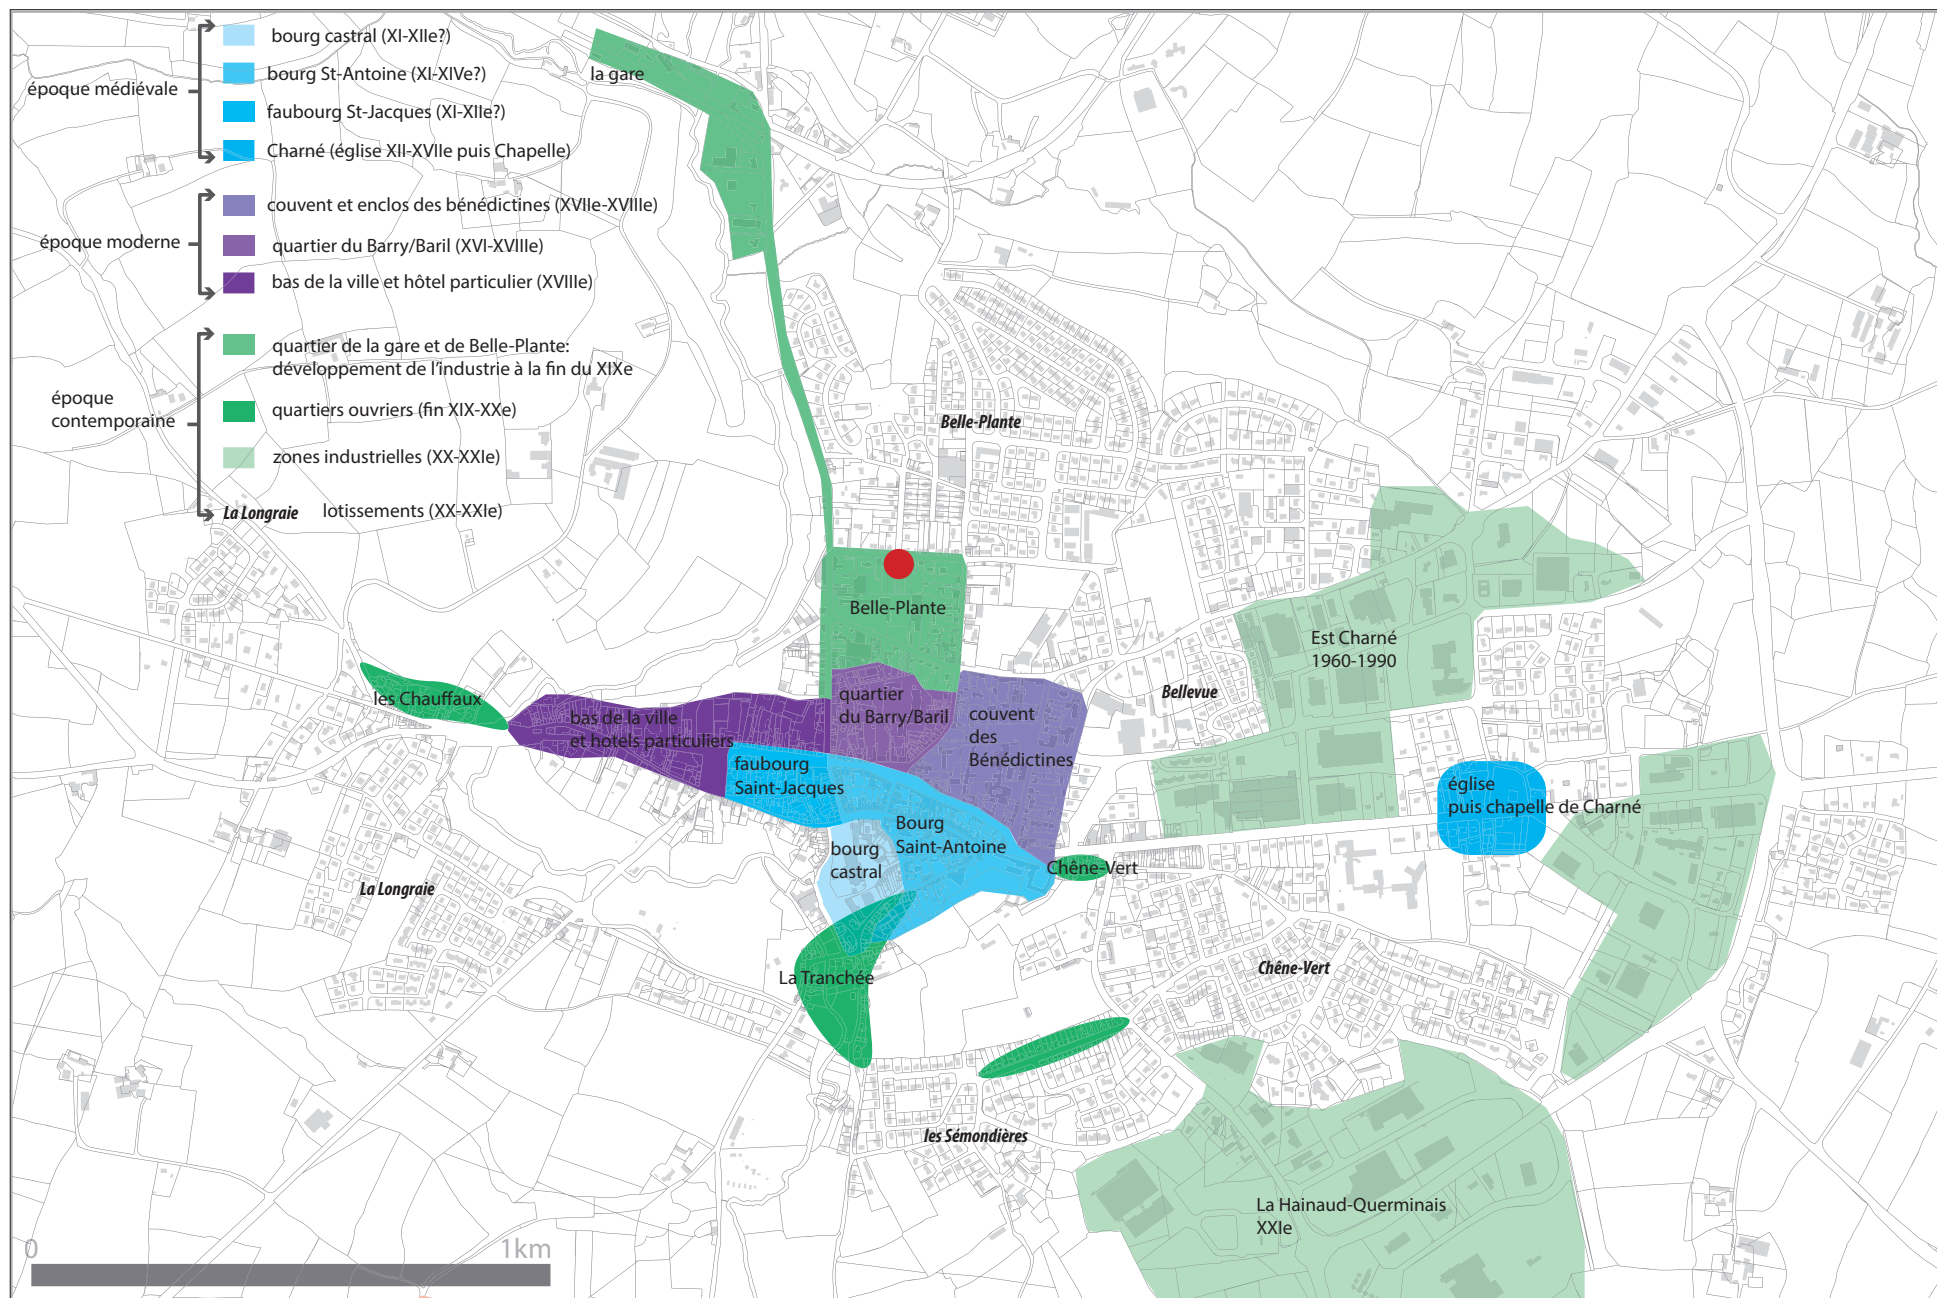 époque médiévale
bourg castral (XI-XIIe?)
bourg St-Antoine (XI-XIVe?)
faubourg St-Jacques (XI-XIIe?)
Charné (église XII-XVIIe puis Chapelle)
époque moderne
couvent et enclos des bénédictines (XVIIe-XVIIIe)
quartier du Barry/Baril (XVI-XVIIIe)
bas de la ville et hôtel particulier (XVIIIe)
époque
contemporaine
quartier de la gare et de Belle-Plante:
développement de l'industrie à la fin du XIXe
quartiers ouvriers (fin XIX-XXe)
zones industrielles (XX-XXIe)
lotissements (XX-XXIe)
La Longraie
la gare
Belle-Plante
Belle-Plante
Est Charné
1960-1990
Bellevue
les Chauffaux
bas de la ville
et hotels particuliers
quartier
du Barry/Baril
couvent
des
Bénédictines
faubourg
Saint-Jacques
église
puis chapelle de Charné
Bourg
Saint-Antoine
bourg
castral
Chêne-Vert
La Longraie
La Tranchée
Chêne-Vert
les Sémondières
La Hainaud-Querminais
XXIe
0
1km